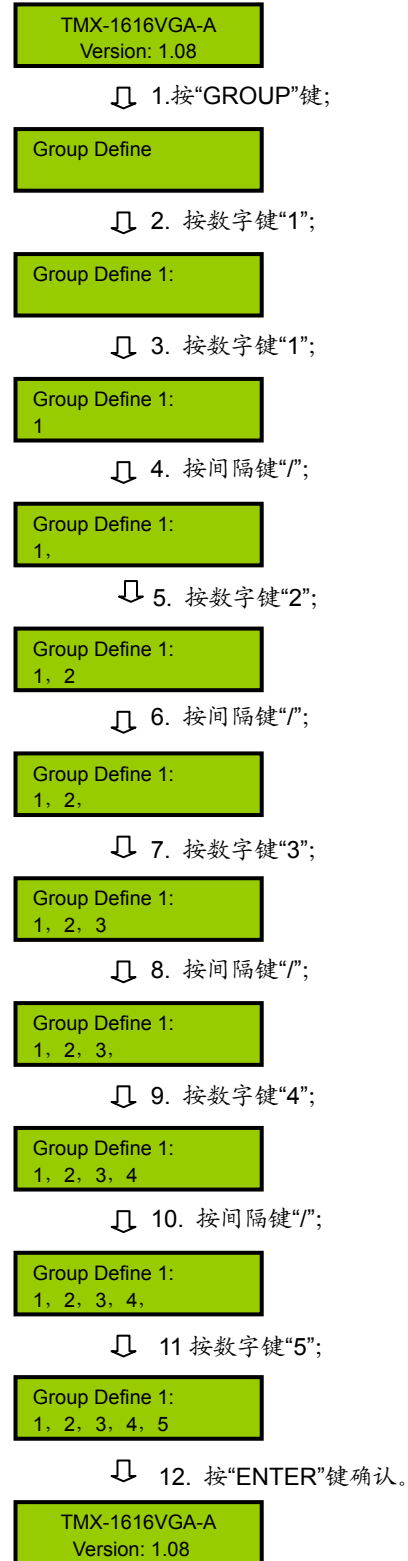 TMX-1616VGA-A
Version: 1.08
1.按“GROUP”键;
Group Define
2. 按数字键“1”;
Group Define 1:
3. 按数字键“1”;
Group Define 1:
1
4. 按间隔键“/”;
Group Define 1:
1，
5. 按数字键“2”;
Group Define 1:
1，2
6. 按间隔键“/”;
Group Define 1:
1，2，
7. 按数字键“3”;
Group Define 1:
1，2，3
8. 按间隔键“/”;
Group Define 1:
1，2，3，
9. 按数字键“4”;
Group Define 1:
1，2，3，4
10. 按间隔键“/”;
Group Define 1:
1，2，3，4，
11 按数字键“5”;
Group Define 1:
1，2，3，4，5
12. 按“ENTER”键确认。
TMX-1616VGA-A
Version: 1.08